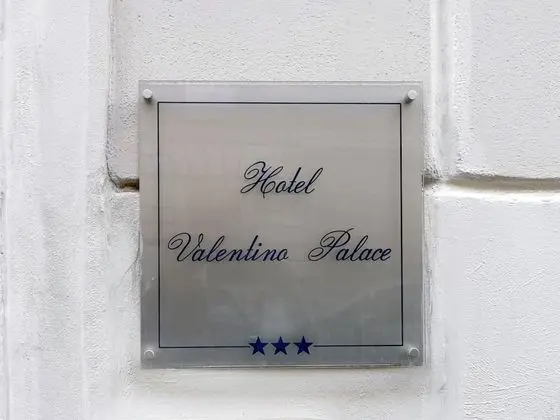 Hotel
Valentino Palace
★★★